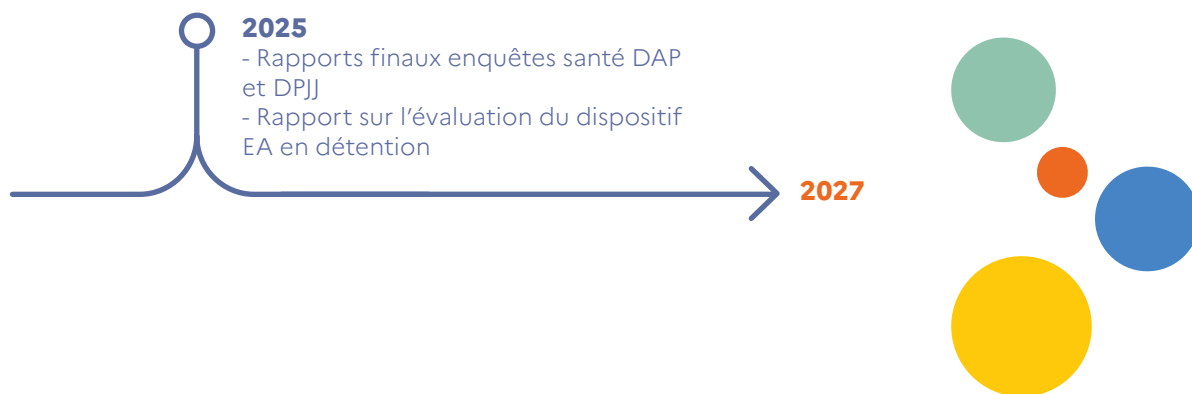 2025
- Rapports finaux enquêtes santé DAP
et DPJJ
- Rapport sur l’évaluation du dispositif
EA en détention
2027